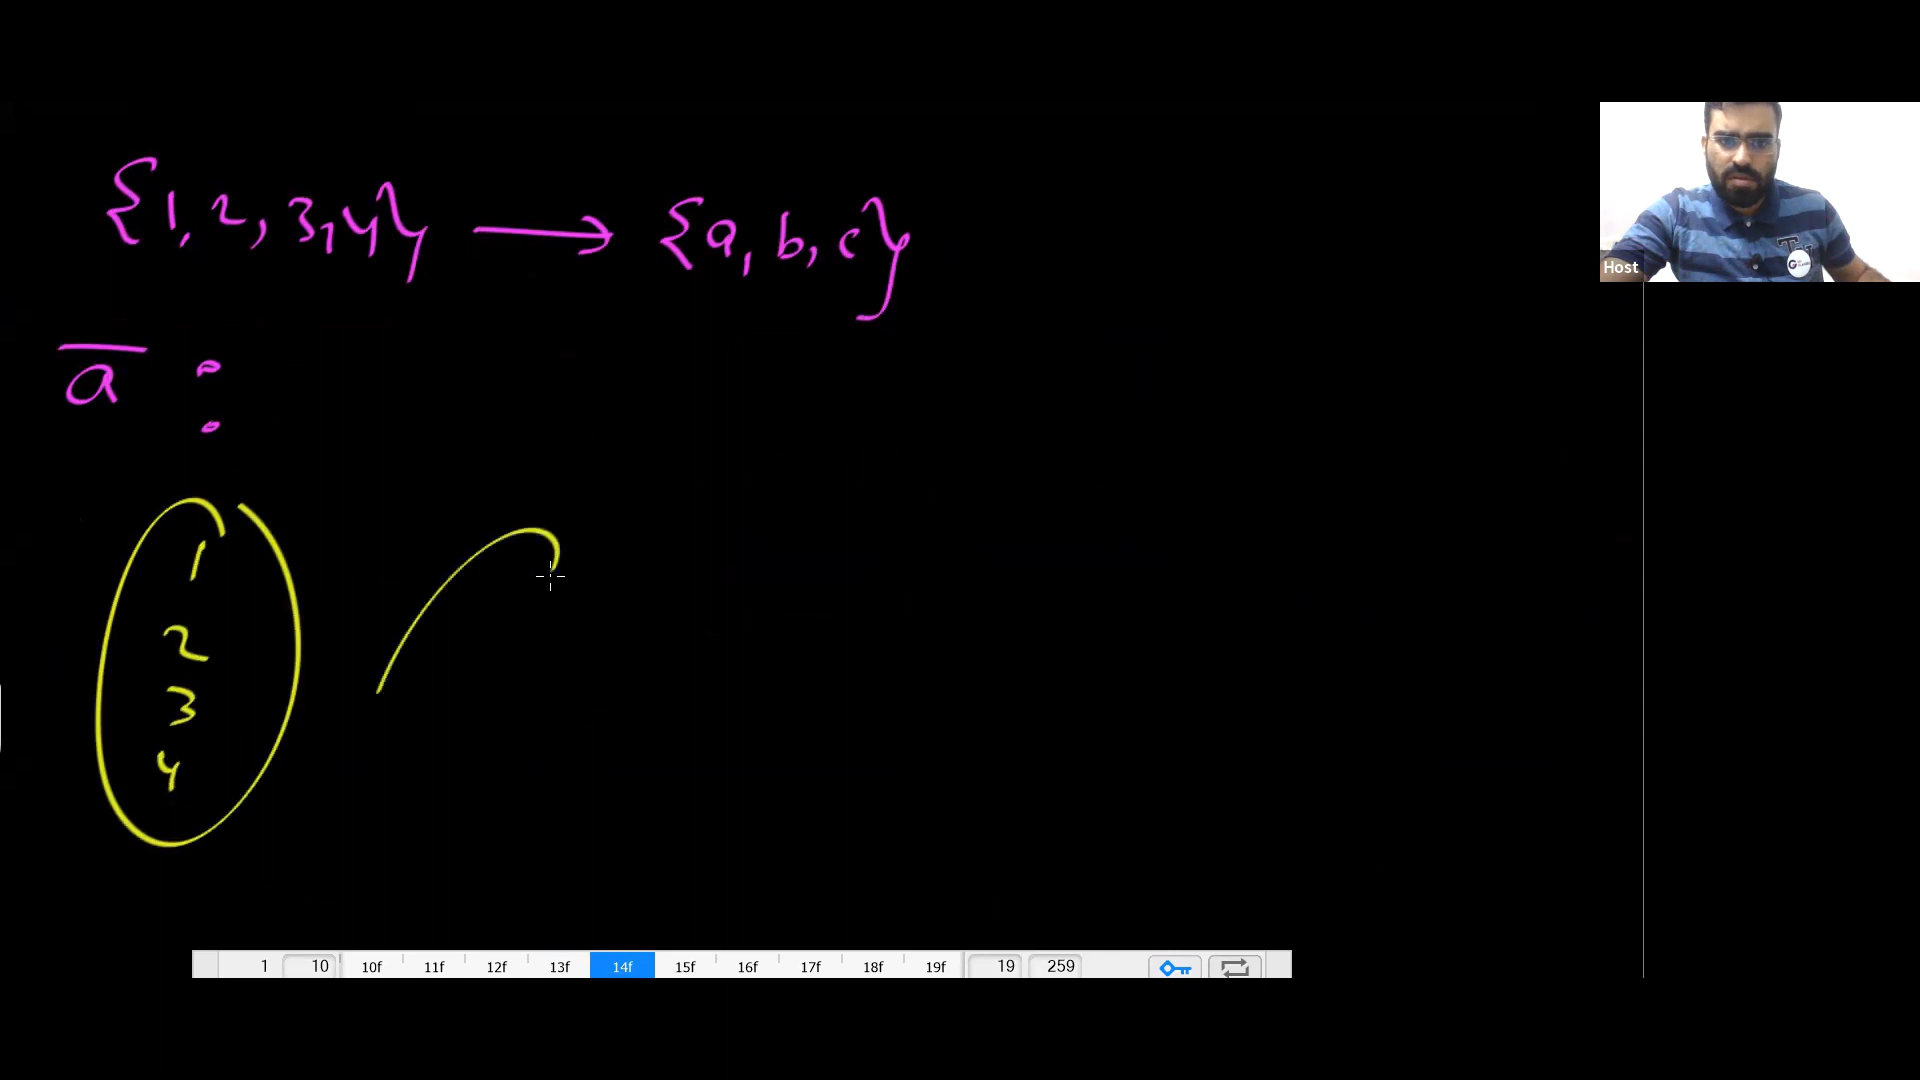 {1, 2, 3, 4} → {a, b, c}
a̅ :
1
2
3
4
Host
1 10 10f 11f 12f 13f 14f 15f 16f 17f 18f 19f 19 259